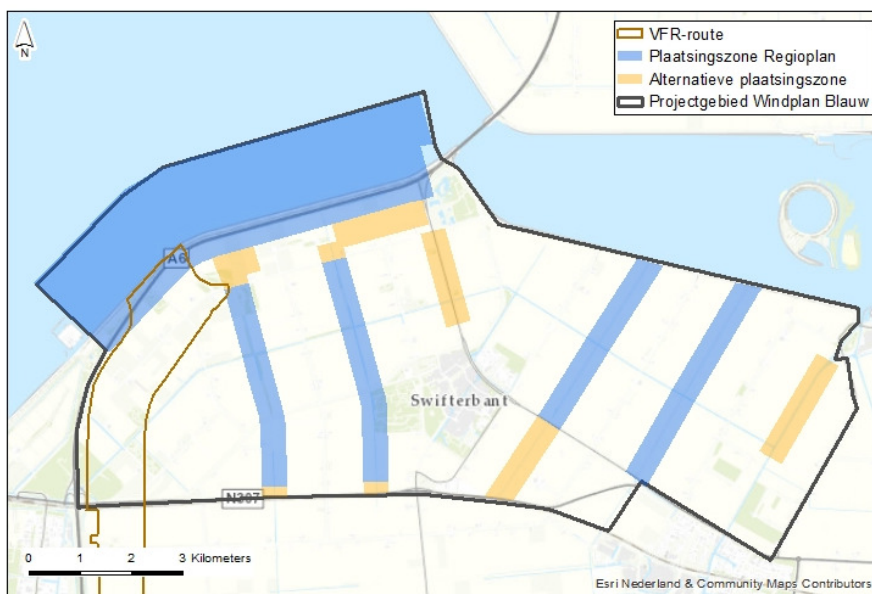 N
VFR-route
Plaatsingszone Regioplan
Alternatieve plaatsingszone
Projectgebied Windplan Blauw
A6
Swifterbant
N307
0 1 2 3 Kilometers
Esri Nederland & Community Maps Contributors